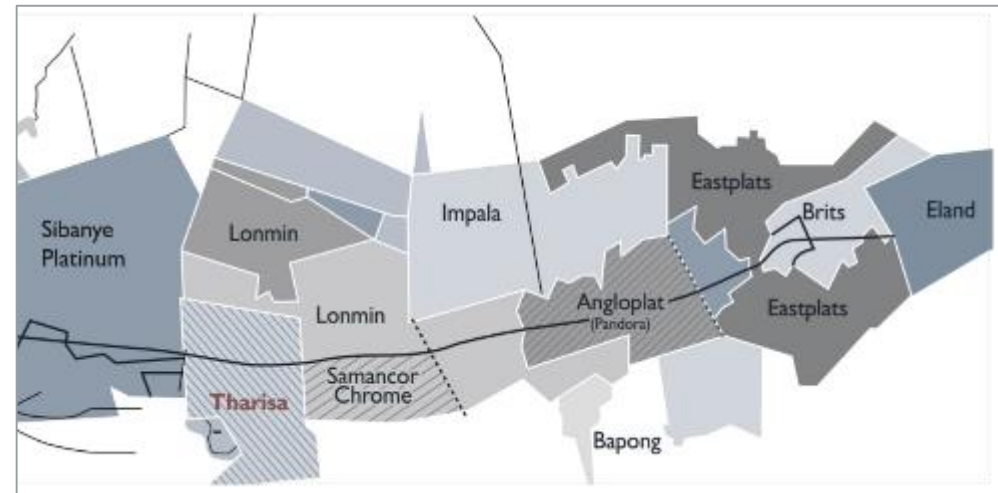 Sibanye
Platinum
Lonmin
Lonmin
Tharisa
Samancor
Chrome
Impala
Angloplat
(Pandora)
Bapong
Eastplats
Brits
Eastplats
Eland